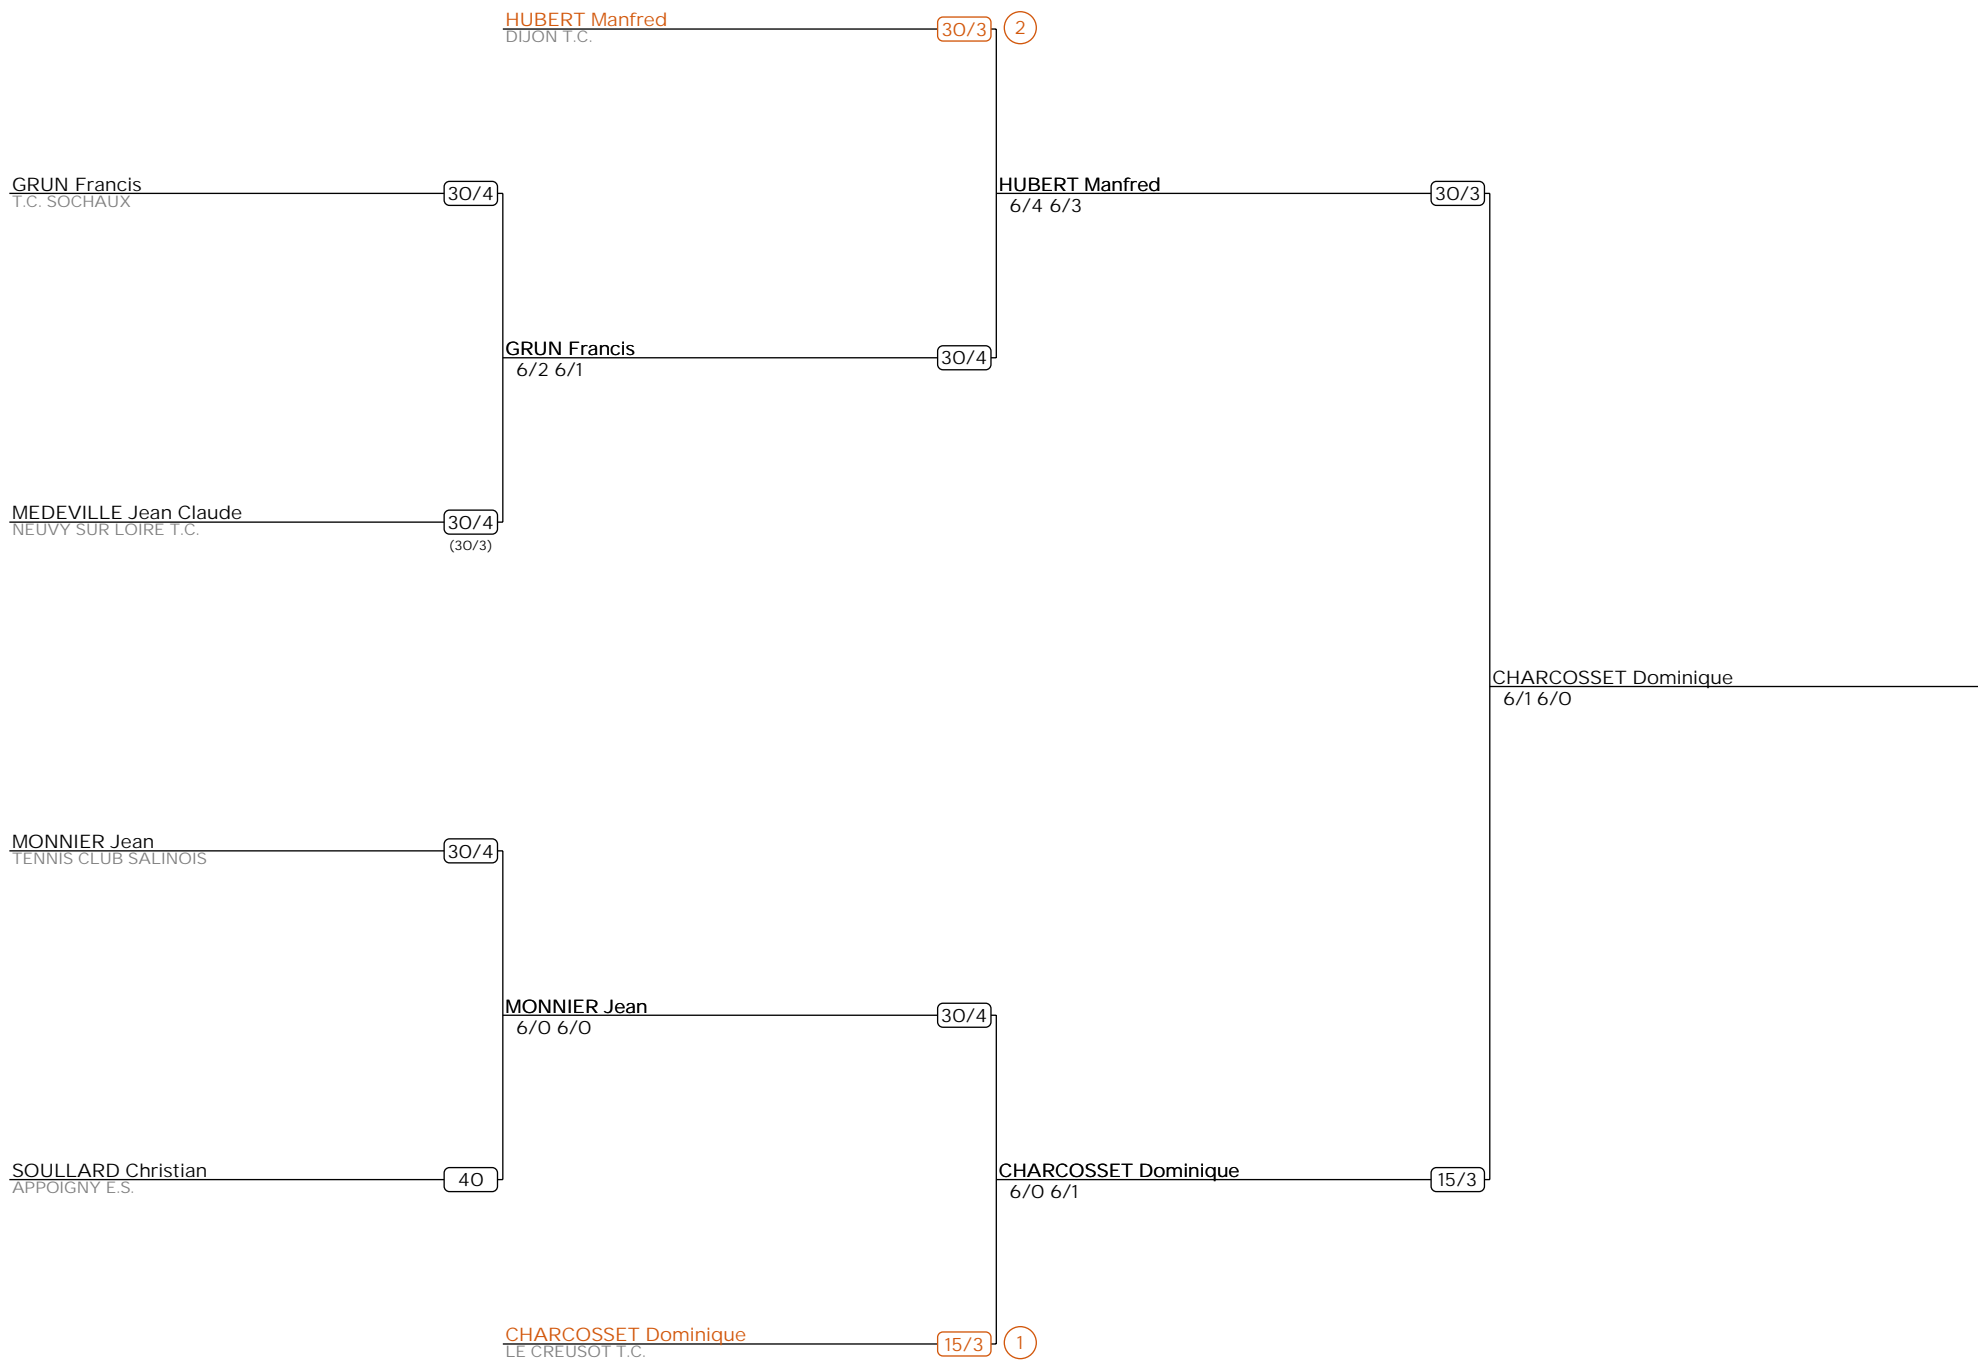 HUBERT Manfred
DIJON T.C.
30/3
2
GRUN Francis
T.C. SOCHAUX
30/4
HUBERT Manfred
6/4 6/3
30/3
GRUN Francis
6/2 6/1
30/4
MEDEVILLE Jean Claude
NEUVY SUR LOIRE T.C.
30/4
(30/3)
CHARCOSSET Dominique
6/1 6/0
MONNIER Jean
TENNIS CLUB SALINOIS
30/4
MONNIER Jean
6/0 6/0
30/4
SOULLARD Christian
APPOIGNY E.S.
40
CHARCOSSET Dominique
6/0 6/1
15/3
CHARCOSSET Dominique
LE CREUSOT T.C.
15/3
1